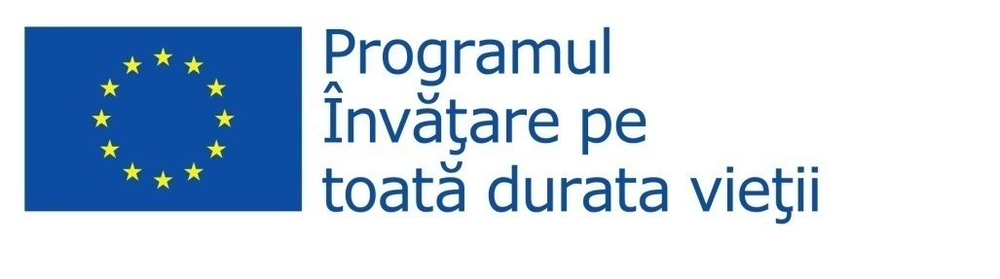 Programul
Învăţare pe
toată durata vieţii